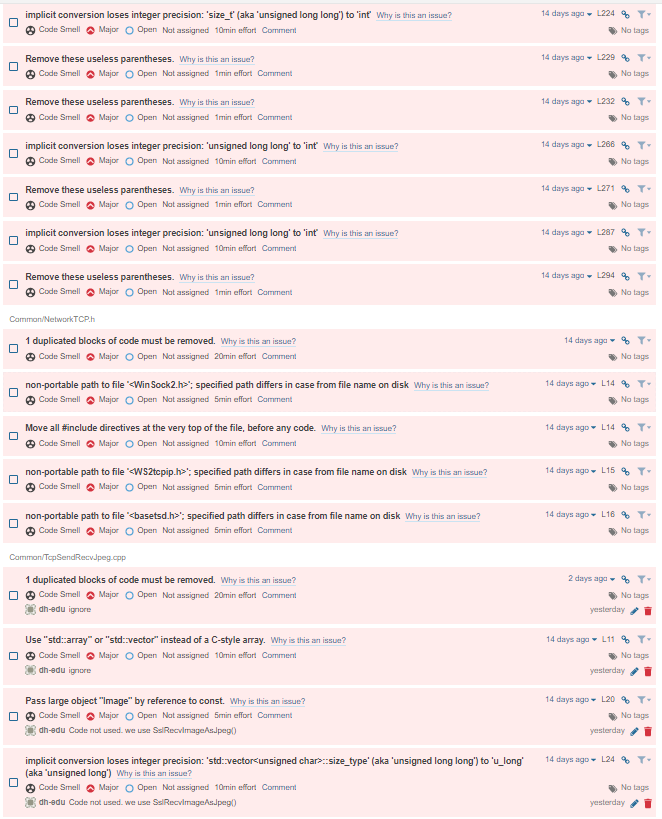 implicit conversion loses integer precision: 'size_t' (aka 'unsigned long long') to 'int' Why is this an issue? 14 days ago L224
Code Smell Major Open Not assigned 10min effort Comment No tags
Remove these useless parentheses. Why is this an issue? 14 days ago L229
Code Smell Major Open Not assigned 1min effort Comment No tags
Remove these useless parentheses. Why is this an issue? 14 days ago L232
Code Smell Major Open Not assigned 1min effort Comment No tags
implicit conversion loses integer precision: 'unsigned long long' to 'int' Why is this an issue? 14 days ago L266
Code Smell Major Open Not assigned 10min effort Comment No tags
Remove these useless parentheses. Why is this an issue? 14 days ago L271
Code Smell Major Open Not assigned 1min effort Comment No tags
implicit conversion loses integer precision: 'unsigned long long' to 'int' Why is this an issue? 14 days ago L287
Code Smell Major Open Not assigned 10min effort Comment No tags
Remove these useless parentheses. Why is this an issue? 14 days ago L294
Code Smell Major Open Not assigned 1min effort Comment No tags
Common/NetworkTCP.h
1 duplicated blocks of code must be removed. Why is this an issue? 14 days ago
Code Smell Major Open Not assigned 20min effort Comment No tags
non-portable path to file '<WinSock2.h>'; specified path differs in case from file name on disk Why is this an issue? 14 days ago L14
Code Smell Major Open Not assigned 5min effort Comment No tags
Move all #include directives at the very top of the file, before any code. Why is this an issue? 14 days ago L14
Code Smell Major Open Not assigned 10min effort Comment No tags
non-portable path to file '<WS2tcpip.h>'; specified path differs in case from file name on disk Why is this an issue? 14 days ago L15
Code Smell Major Open Not assigned 5min effort Comment No tags
non-portable path to file '<basetsd.h>'; specified path differs in case from file name on disk Why is this an issue? 14 days ago L16
Code Smell Major Open Not assigned 5min effort Comment No tags
Common/TcpSendRecvJpeg.cpp
1 duplicated blocks of code must be removed. Why is this an issue? 2 days ago
Code Smell Major Open Not assigned 20min effort Comment No tags
dh-edu ignore yesterday
Use "std::array" or "std::vector" instead of a C-style array. Why is this an issue? 14 days ago L11
Code Smell Major Open Not assigned 10min effort Comment No tags
dh-edu ignore yesterday
Pass large object "Image" by reference to const. Why is this an issue? 14 days ago L20
Code Smell Major Open Not assigned 5min effort Comment No tags
dh-edu Code not used. we use SslRecvImageAsJpeg() yesterday
implicit conversion loses integer precision: 'std::vector<unsigned char>::size_type' (aka 'unsigned long long') to 'u_long' 14 days ago L24
(aka 'unsigned long') Why is this an issue?
Code Smell Major Open Not assigned 10min effort Comment No tags
dh-edu Code not used. we use SslRecvImageAsJpeg() yesterday